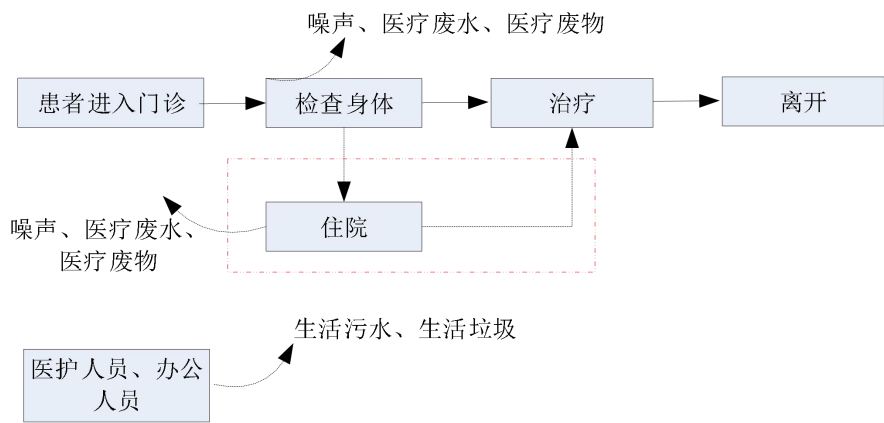 噪声、医疗废水、医疗废物
患者进入门诊
检查身体
治疗
离开
住院
噪声、医疗废水、
医疗废物
生活污水、生活垃圾
医护人员、办公
人员